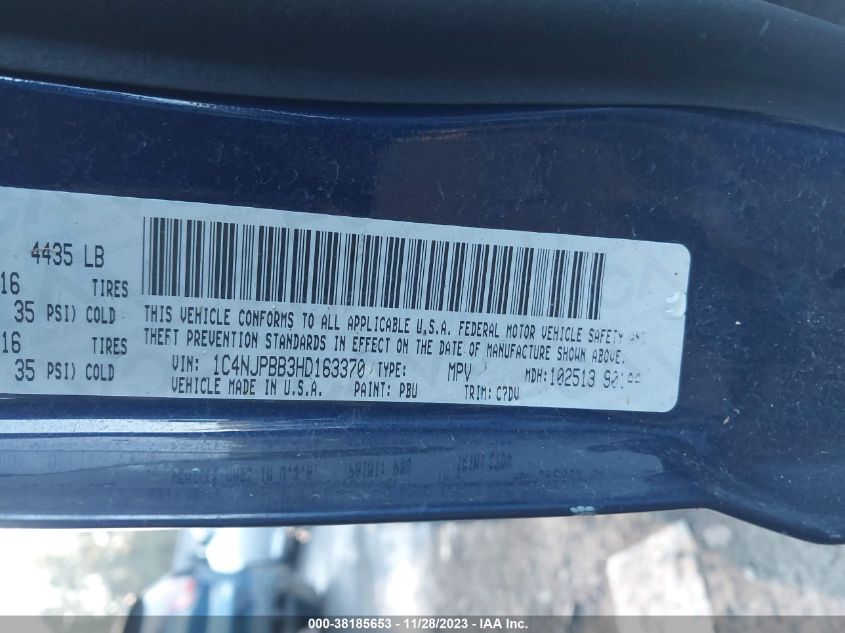 4435 LB
16 TIRES
35 PSI) COLD
16 TIRES
35 PSI) COLD
THIS VEHICLE CONFORMS TO ALL APPLICABLE U.S.A. FEDERAL MOTOR VEHICLE SAFETY AND
THEFT PREVENTION STANDARDS IN EFFECT ON THE DATE OF MANUFACTURE SHOWN ABOVE.
VIN: 1C4NJPBB3HD163370 TYPE: MPV MDH: 102513
VEHICLE MADE IN U.S.A. PAINT: PBU TRIM: C7DV
000-38185653 - 11/28/2023 - IAA Inc.